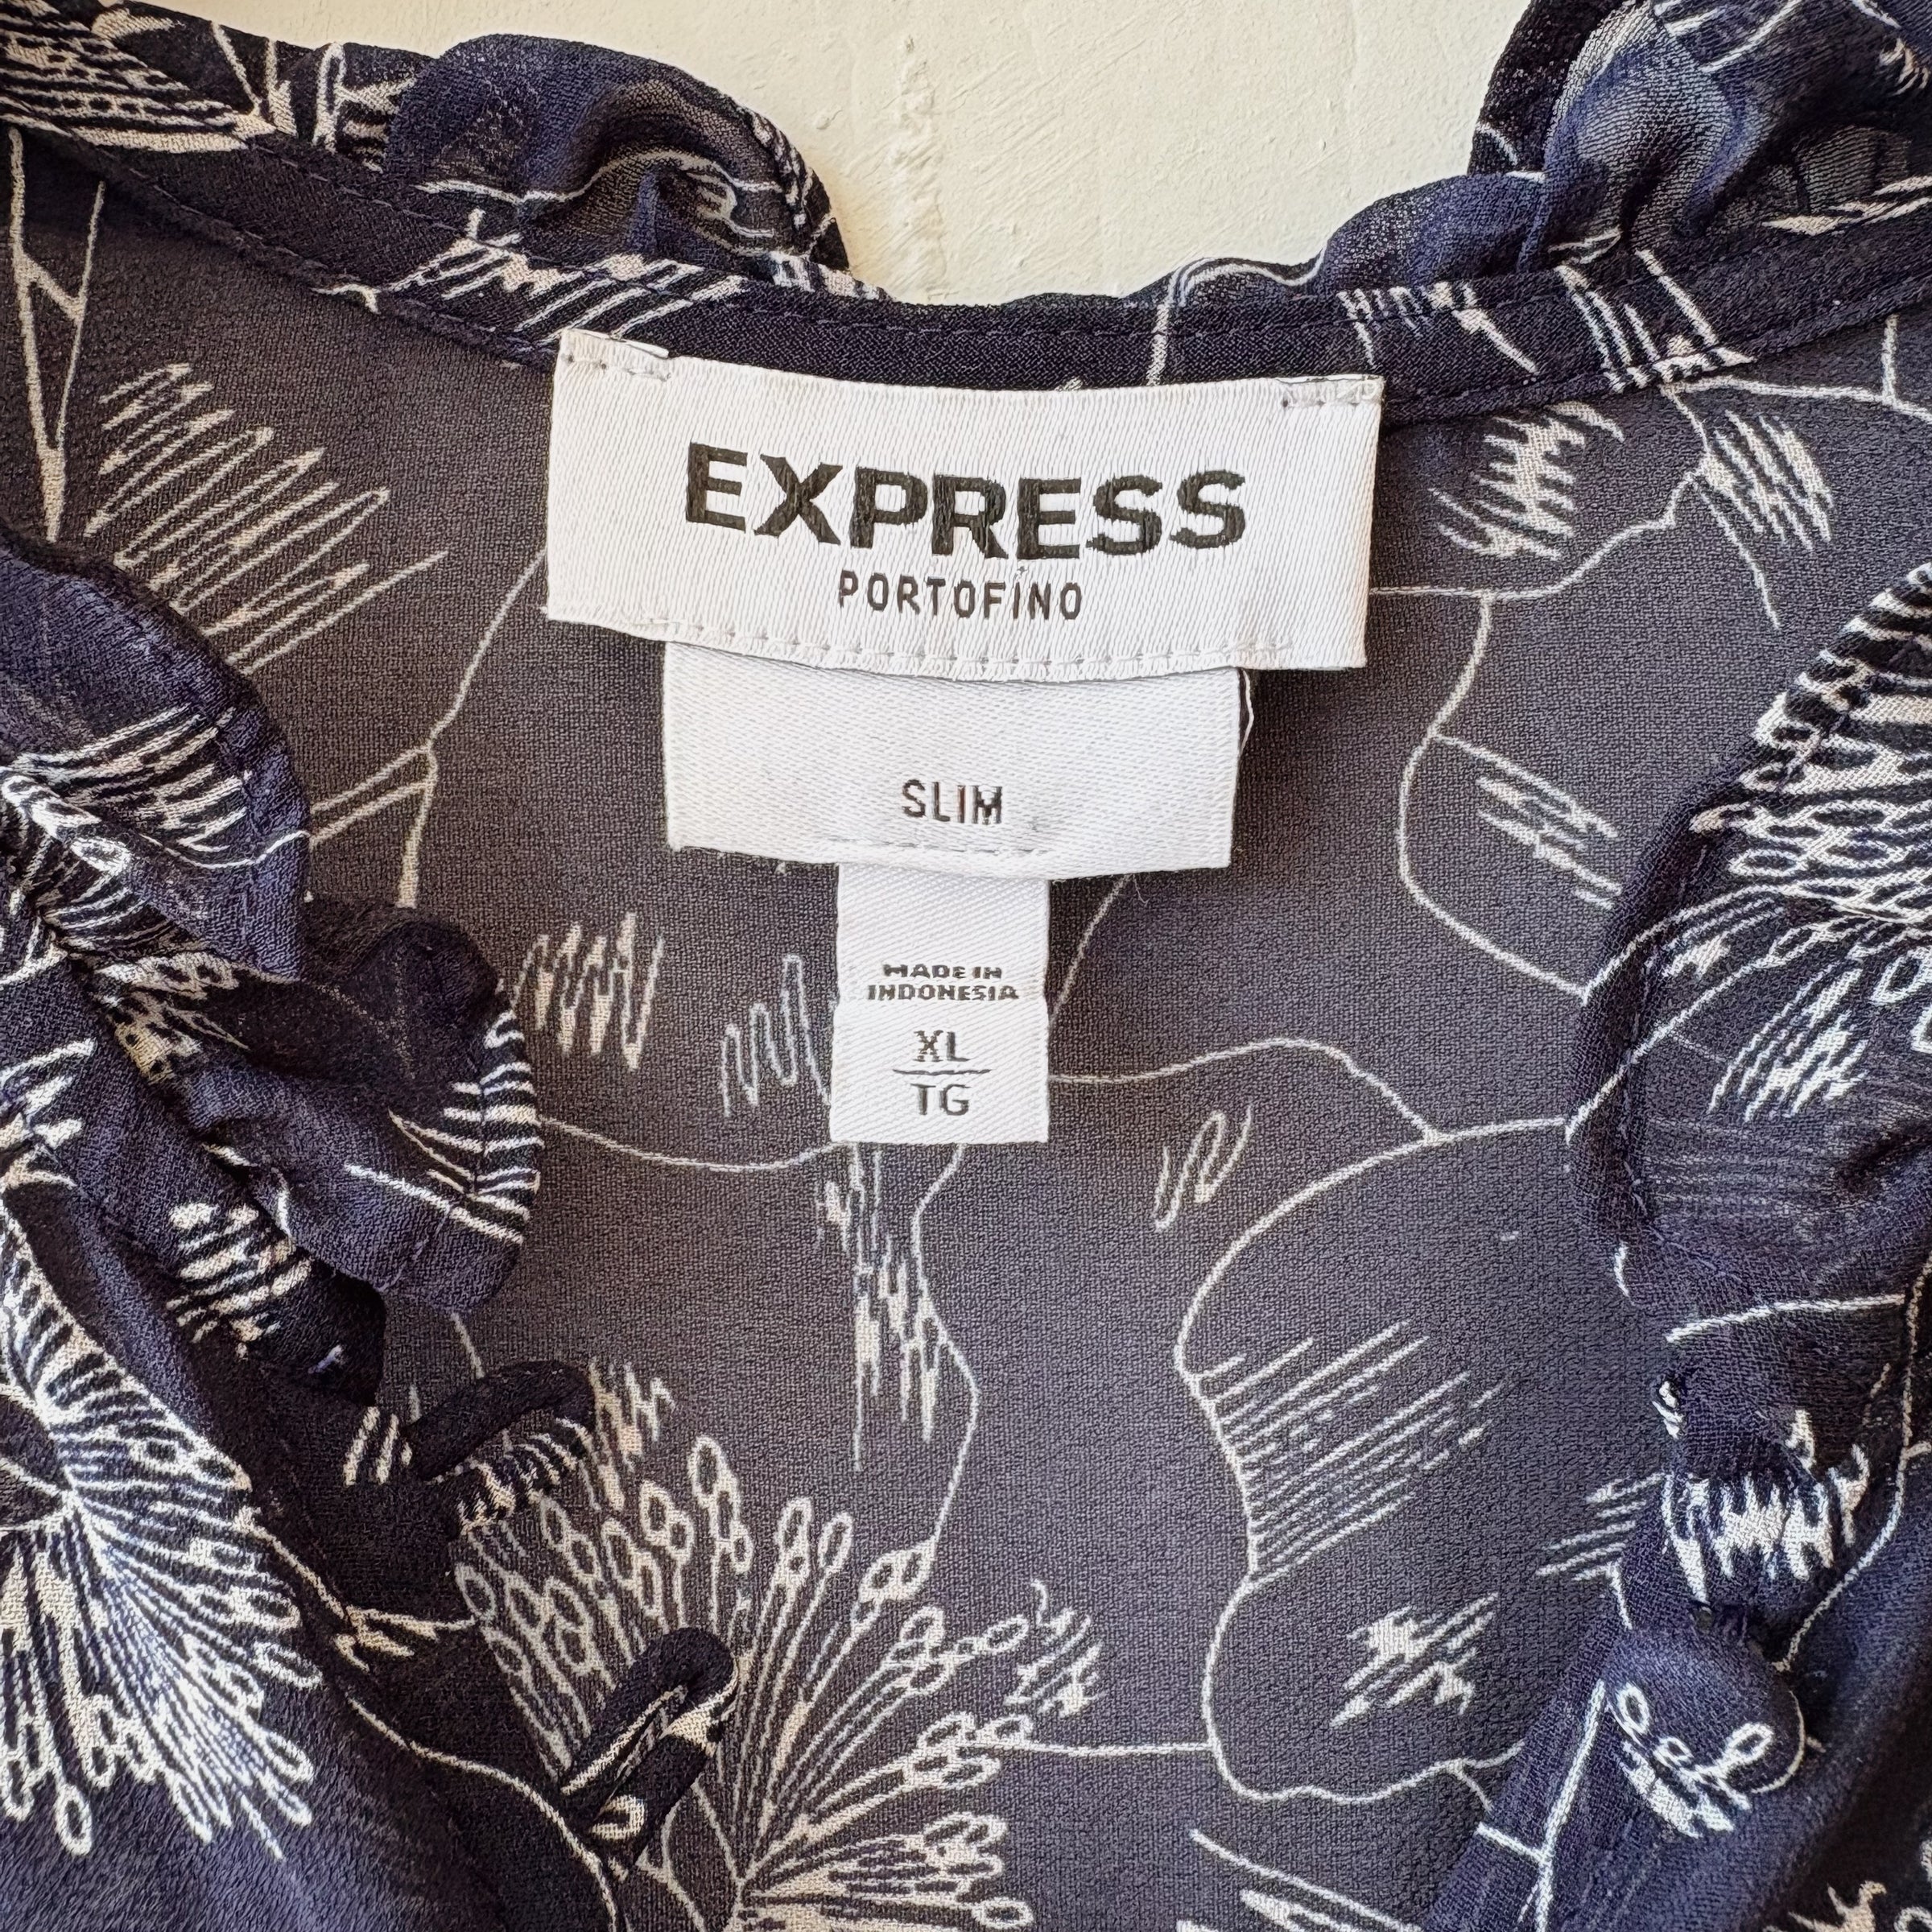 EXPRESS
PORTOFINO
SLIM
MADE IN
INDONESIA
XL
TG